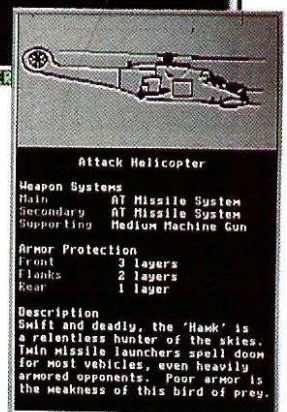 Attack Helicopter
Weapon Systems
Main AT Missile System
Secondary AT Missile System
Supporting Medium Machine Gun
Armor Protection
Front 3 layers
Flanks 2 layers
Rear 1 layer
Description
Swift and deadly, the 'Hawk' is
a relentless hunter of the skies.
Twin missile launchers spell doom
for most vehicles, even heavily
armored opponents. Poor armor is
the weakness of this bird of prey.